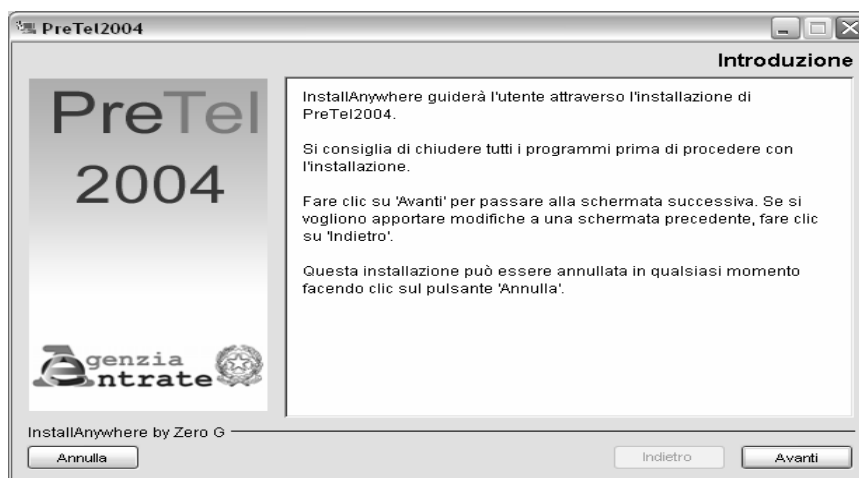 PreTel2004
Introduzione
PreTel
2004
Agenzia
Entrate
InstallAnywhere guiderà l'utente attraverso l'installazione di
PreTel2004.
Si consiglia di chiudere tutti i programmi prima di procedere con
l'installazione.
Fare clic su 'Avanti' per passare alla schermata successiva. Se si
vogliono apportare modifiche a una schermata precedente, fare clic
su 'Indietro'.
Questa installazione può essere annullata in qualsiasi momento
facendo clic sul pulsante 'Annulla'.
InstallAnywhere by Zero G
Annulla
Indietro
Avanti